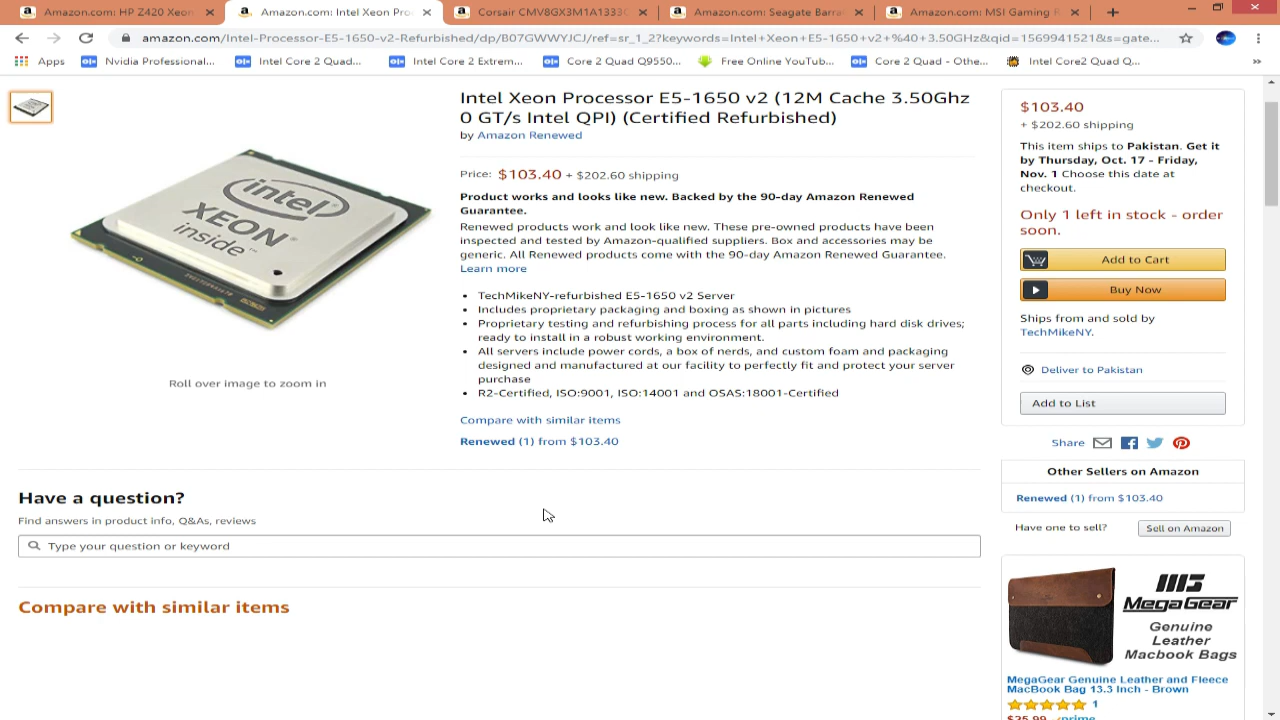 Amazon.com: HP Z420 Xeon
Amazon.com: Intel Xeon Pro
Corsair CMV8GX3M1A1333C
Amazon.com: Seagate Barra
Amazon.com: MSI Gaming R
amazon.com/Intel-Processor-E5-1650-v2-Refurbished/dp/B07GWWYJCJ/ref=sr_1_2?keywords=Intel+Xeon+E5-1650+v2+%40+3.50GHz&qid=1569941521&s=gate...
Apps
Nvidia Professional...
Intel Core 2 Quad...
Intel Core 2 Extrem...
Core 2 Quad Q9550...
Free Online YouTub...
Core 2 Quad - Othe...
Intel Core2 Quad Q...
»
intel
XEON®
inside™
Roll over image to zoom in
Intel Xeon Processor E5-1650 v2 (12M Cache 3.50Ghz
0 GT/s Intel QPI) (Certified Refurbished)
by Amazon Renewed
Price: $103.40 + $202.60 shipping
Product works and looks like new. Backed by the 90-day Amazon Renewed
Guarantee.
Renewed products work and look like new. These pre-owned products have been
inspected and tested by Amazon-qualified suppliers. Box and accessories may be
generic. All Renewed products come with the 90-day Amazon Renewed Guarantee.
Learn more
• TechMikeNY-refurbished E5-1650 v2 Server
• Includes proprietary packaging and boxing as shown in pictures
• Proprietary testing and refurbishing process for all parts including hard disk drives;
ready to install in a robust working environment.
• All servers include power cords, a box of nerds, and custom foam and packaging
designed and manufactured at our facility to perfectly fit and protect your server
purchase
• R2-Certified, ISO:9001, ISO:14001 and OSAS:18001-Certified
Compare with similar items
Renewed (1) from $103.40
$103.40
+ $202.60 shipping
This item ships to Pakistan. Get it
by Thursday, Oct. 17 - Friday,
Nov. 1 Choose this date at
checkout.
Only 1 left in stock - order
soon.
Add to Cart
Buy Now
Ships from and sold by
TechMikeNY.
Deliver to Pakistan
Add to List
Share
Other Sellers on Amazon
Renewed (1) from $103.40
Have one to sell?
Sell on Amazon
MegaGear
Genuine
Leather
Macbook Bags
MegaGear Genuine Leather and Fleece
MacBook Bag 13.3 Inch - Brown
1
$25.99 prime
Have a question?
Find answers in product info, Q&As, reviews
Type your question or keyword
Compare with similar items